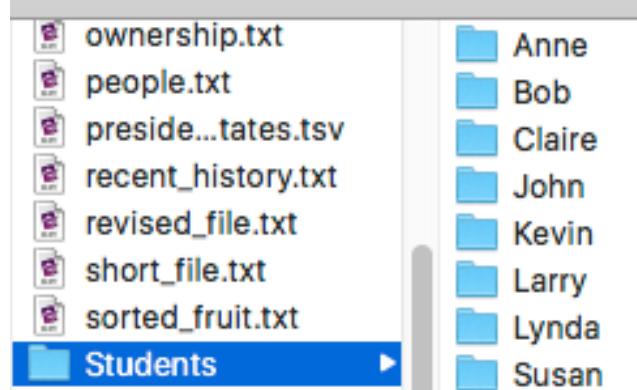 ownership.txt
people.txt
preside...tates.tsv
recent_history.txt
revised_file.txt
short_file.txt
sorted_fruit.txt
Students
Anne
Bob
Claire
John
Kevin
Larry
Lynda
Susan